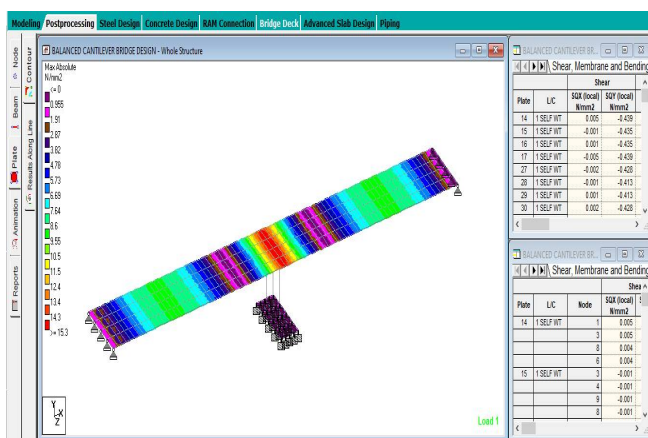 Modeling Postprocessing Steel Design Concrete Design RAM Connection Bridge Deck Advanced Slab Design Piping
Node
Beam
Plate
Animation
Reports
Contour
Results Along Line
BALANCED CANTILEVER BRIDGE DESIGN - Whole Structure
Max Absolute
N/mm2
<= 0
0.955
1.91
2.87
3.82
4.78
5.73
6.69
7.64
8.6
9.55
10.5
11.5
12.4
13.4
14.3
>= 15.3
Y
X
Z
Load 1
BALANCED CANTILEVER BR...
Shear, Membrane and Bending
Shear
Plate L/C SQX (local) SQY (local)
N/mm2 N/mm2
14 1 SELF WT 0.005 -0.439
15 1 SELF WT -0.001 -0.435
16 1 SELF WT 0.001 -0.435
17 1 SELF WT -0.005 -0.439
27 1 SELF WT -0.002 -0.428
28 1 SELF WT -0.001 -0.413
29 1 SELF WT 0.001 -0.413
30 1 SELF WT 0.002 -0.428
BALANCED CANTILEVER BR...
Shear, Membrane and Bending
Shea
Plate L/C Node SQX (local)
N/mm2
14 1 SELF WT 1 0.005
3 0.005
8 0.004
6 0.004
15 1 SELF WT 3 -0.001
4 -0.001
9 -0.001
8 -0.001